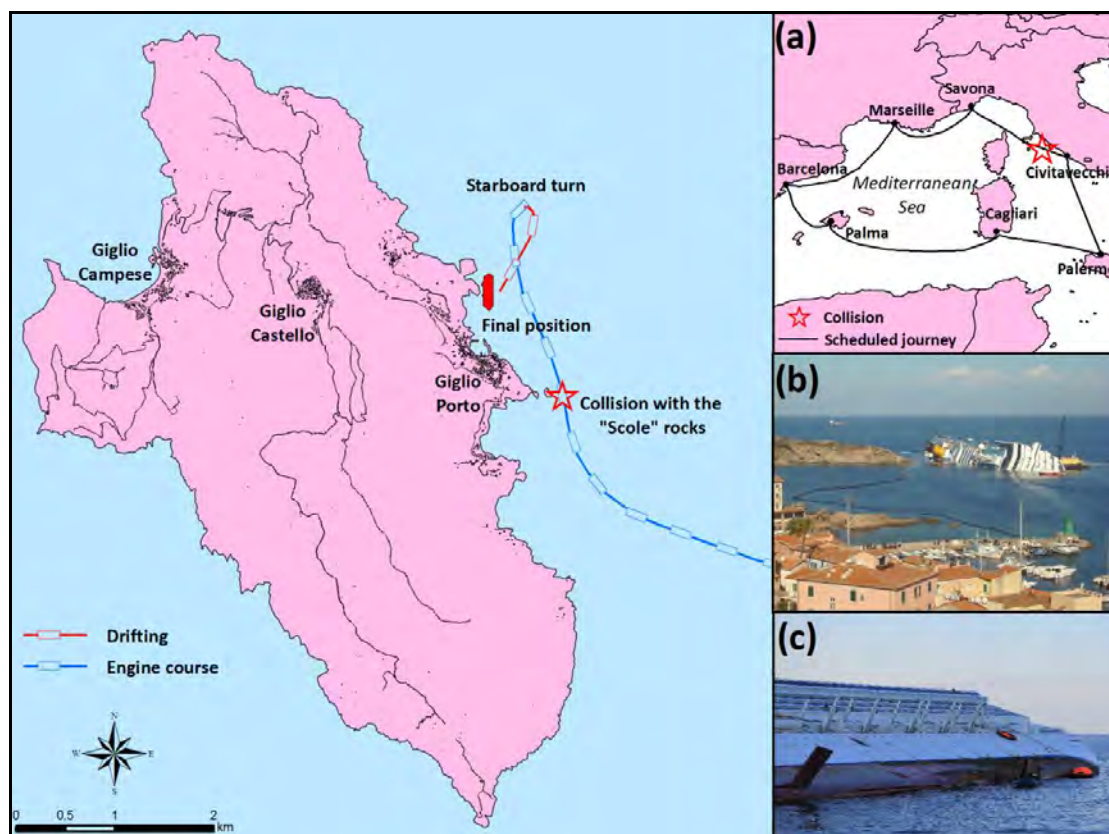 Starboard turn
Giglio
Campese
Giglio
Castello
Final position
Giglio
Porto
Collision with the
"Scole" rocks
Drifting
Engine course
N
W
E
S
0
0.5
1
2
km
(a)
Savona
Marseille
Barcelona
Civitavecchi
Mediterranean
Sea
Cagliari
Palma
Palerm
Collision
Scheduled journey
(b)
(c)